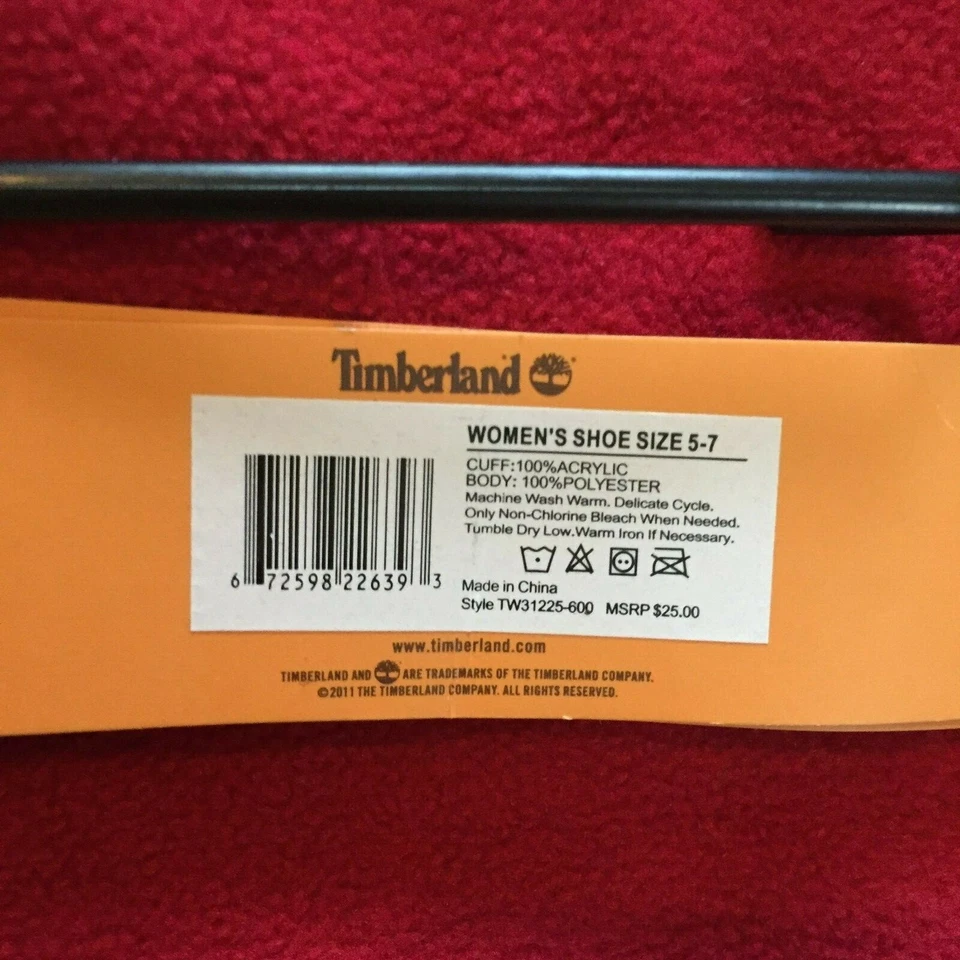 Timberland
WOMEN'S SHOE SIZE 5-7
CUFF:100%ACRYLIC
BODY: 100%POLYESTER
Machine Wash Warm. Delicate Cycle.
Only Non-Chlorine Bleach When Needed.
Tumble Dry Low.Warm Iron If Necessary.
6 72598 22639 3
Made in China
Style TW31225-600 MSRP $25.00
www.timberland.com
TIMBERLAND AND ARE TRADEMARKS OF THE TIMBERLAND COMPANY.
©2011 THE TIMBERLAND COMPANY. ALL RIGHTS RESERVED.